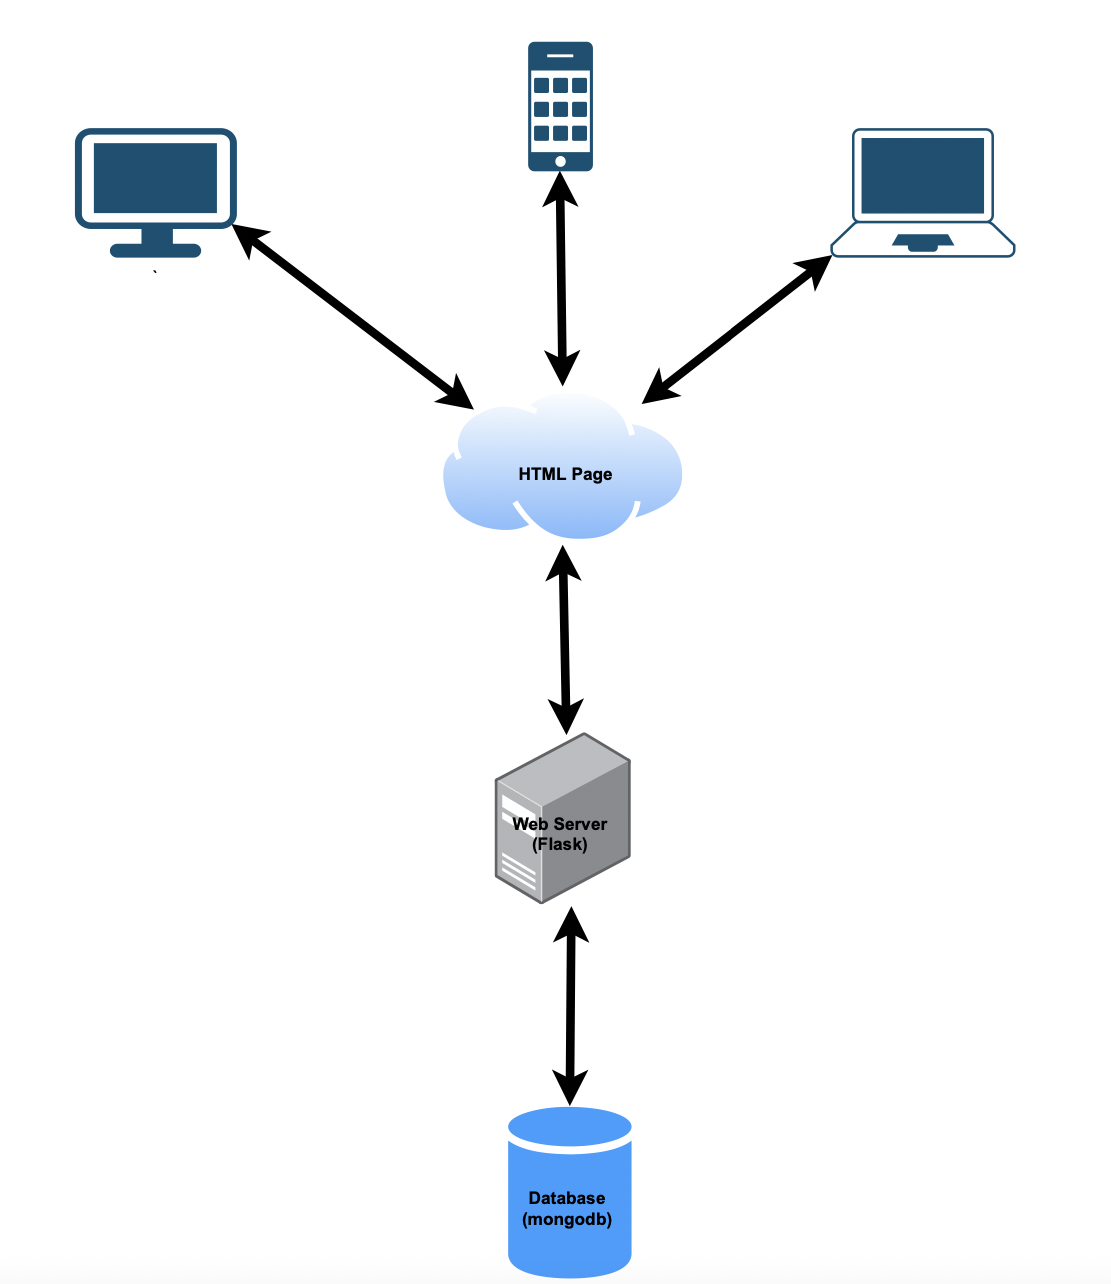 `
HTML Page
Web Server
(Flask)
Database
(mongodb)